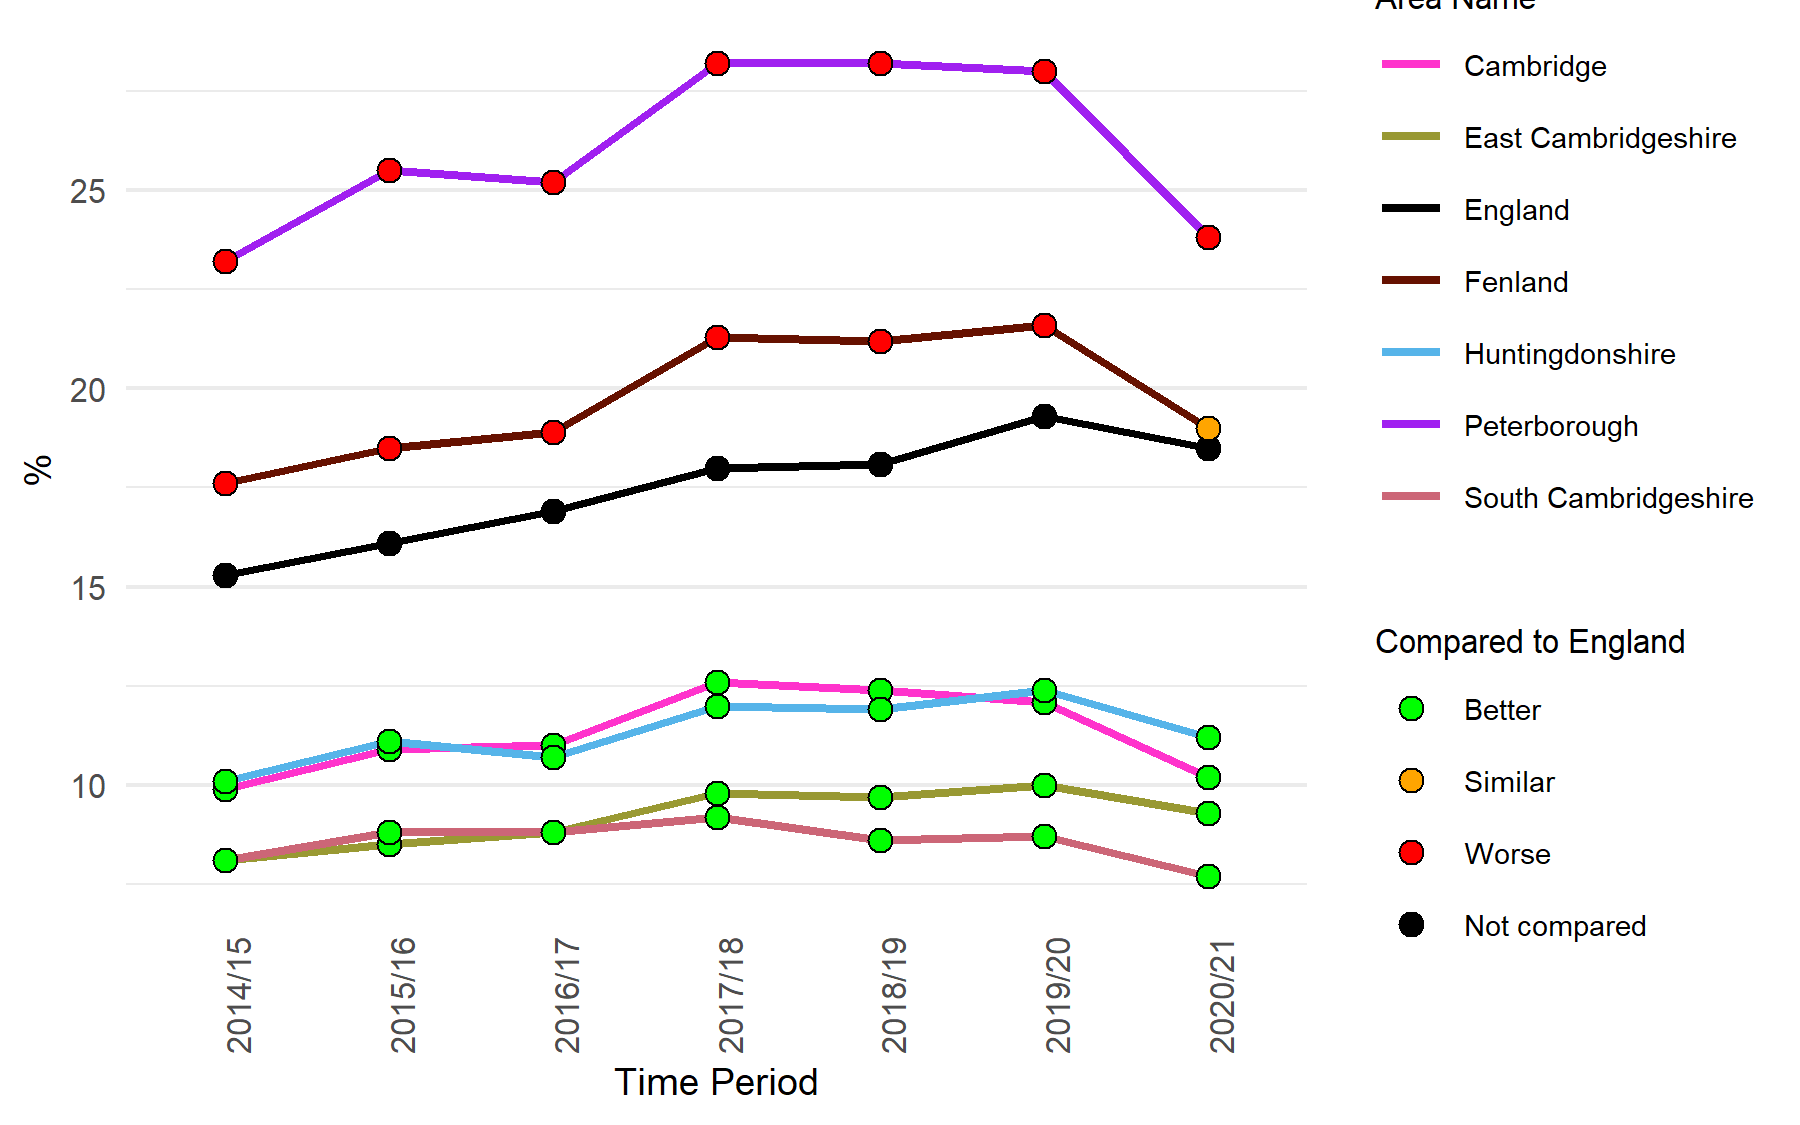 Area Name
Cambridge
East Cambridgeshire
England
Fenland
Huntingdonshire
Peterborough
South Cambridgeshire
Compared to England
Better
Similar
Worse
Not compared
%
25
20
15
10
2014/15
2015/16
2016/17
2017/18
2018/19
2019/20
2020/21
Time Period